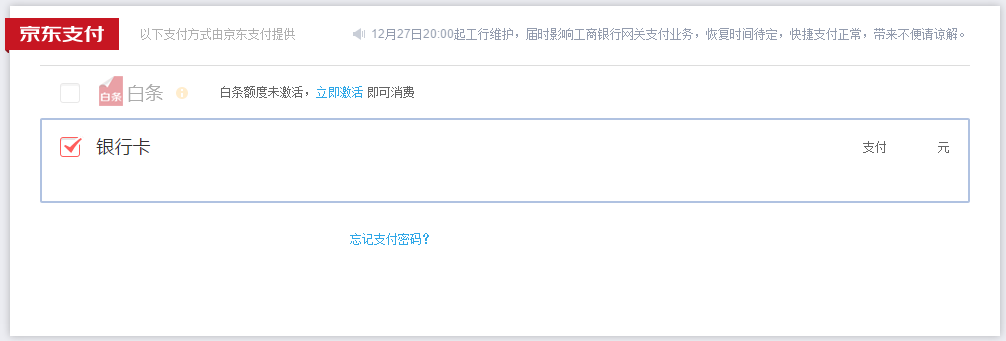 京东支付 以下支付方式由京东支付提供 12月27日20:00起工行维护，届时影响工商银行网关支付业务，恢复时间待定，快捷支付正常，带来不便请谅解。
白条 白条 白条额度未激活，立即激活 即可消费
银行卡 支付 元
忘记支付密码?